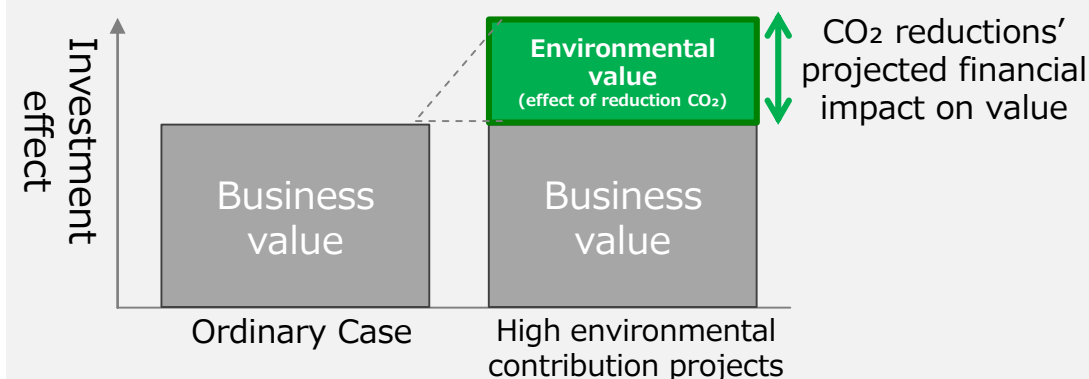 Investment
effect
Environmental
value
(effect of reduction CO₂)
CO₂ reductions’
projected financial
impact on value
Business
value
Business
value
Ordinary Case
High environmental
contribution projects